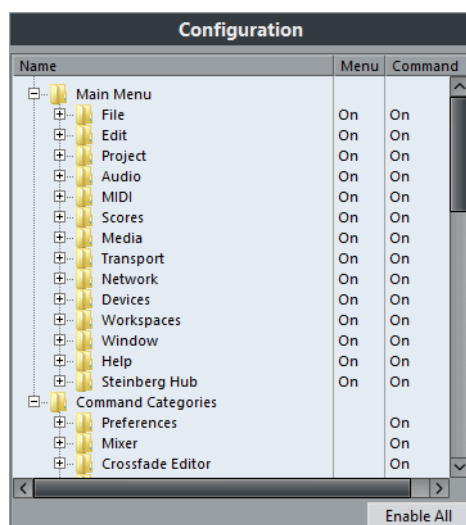 Configuration
Name Menu Command
Main Menu
File On On
Edit On On
Project On On
Audio On On
MIDI On On
Scores On On
Media On On
Transport On On
Network On On
Devices On On
Workspaces On On
Window On On
Help On On
Steinberg Hub On On
Command Categories
Preferences On
Mixer On
Crossfade Editor On
Enable All